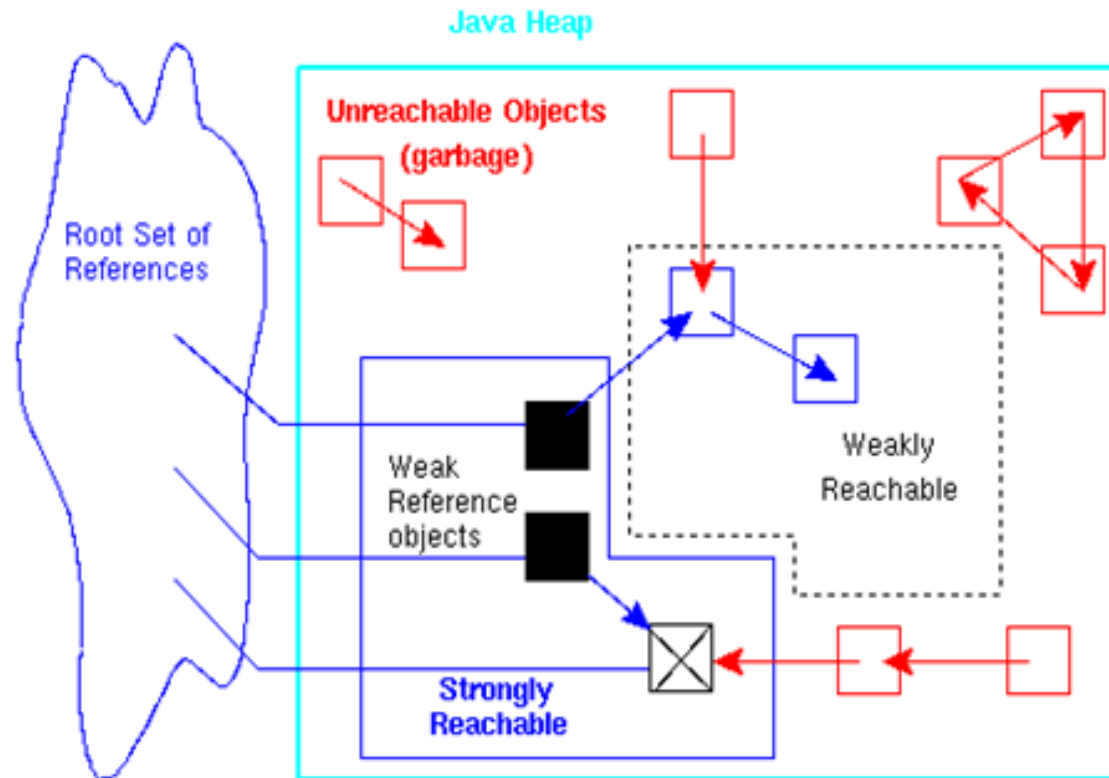 Java Heap
Unreachable Objects
(garbage)
Root Set of
References
Weak
Reference
objects
Weakly
Reachable
Strongly
Reachable